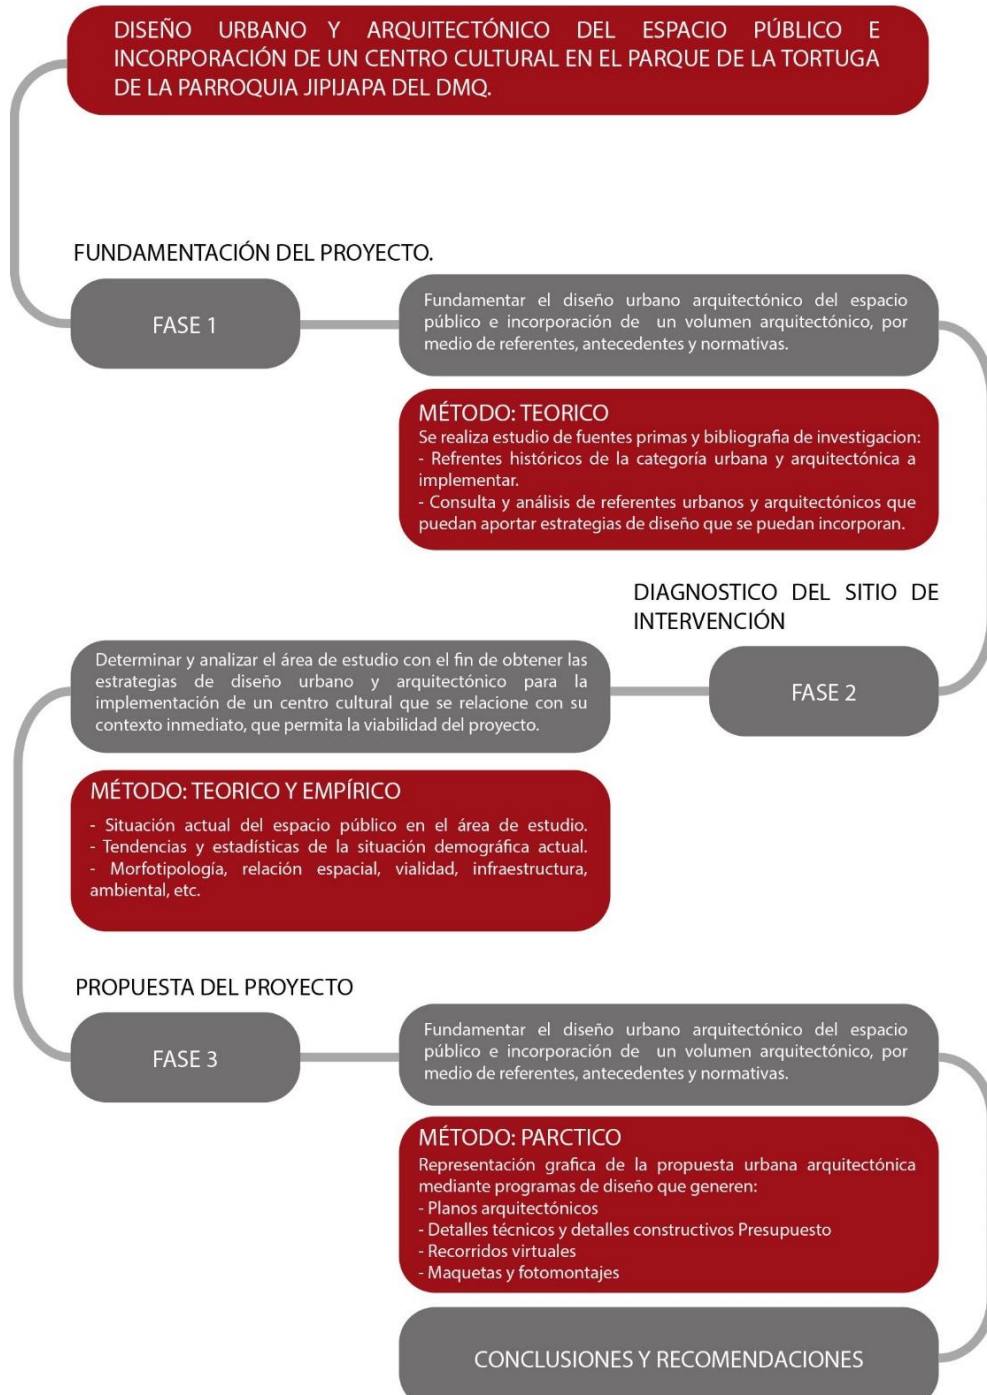 DISEÑO URBANO Y ARQUITECTÓNICO DEL ESPACIO PÚBLICO E
INCORPORACIÓN DE UN CENTRO CULTURAL EN EL PARQUE DE LA TORTUGA
DE LA PARROQUIA JIPIJAPA DEL DMQ.
FUNDAMENTACIÓN DEL PROYECTO.
FASE 1
Fundamentar el diseño urbano arquitectónico del espacio
público e incorporación de un volumen arquitectónico, por
medio de referentes, antecedentes y normativas.
MÉTODO: TEORICO
Se realiza estudio de fuentes primas y bibliografia de investigacion:
- Refrentes históricos de la categoría urbana y arquitectónica a
implementar.
- Consulta y análisis de referentes urbanos y arquitectónicos que
puedan aportar estrategias de diseño que se puedan incorporan.
DIAGNOSTICO DEL SITIO DE
INTERVENCIÓN
FASE 2
Determinar y analizar el área de estudio con el fin de obtener las
estrategias de diseño urbano y arquitectónico para la
implementación de un centro cultural que se relacione con su
contexto inmediato, que permita la viabilidad del proyecto.
MÉTODO: TEORICO Y EMPÍRICO
- Situación actual del espacio público en el área de estudio.
- Tendencias y estadísticas de la situación demográfica actual.
- Morfotipología, relación espacial, vialidad, infraestructura,
ambiental, etc.
PROPUESTA DEL PROYECTO
FASE 3
Fundamentar el diseño urbano arquitectónico del espacio
público e incorporación de un volumen arquitectónico, por
medio de referentes, antecedentes y normativas.
MÉTODO: PARCTICO
Representación grafica de la propuesta urbana arquitectónica
mediante programas de diseño que generen:
- Planos arquitectónicos
- Detalles técnicos y detalles constructivos Presupuesto
- Recorridos virtuales
- Maquetas y fotomontajes
CONCLUSIONES Y RECOMENDACIONES